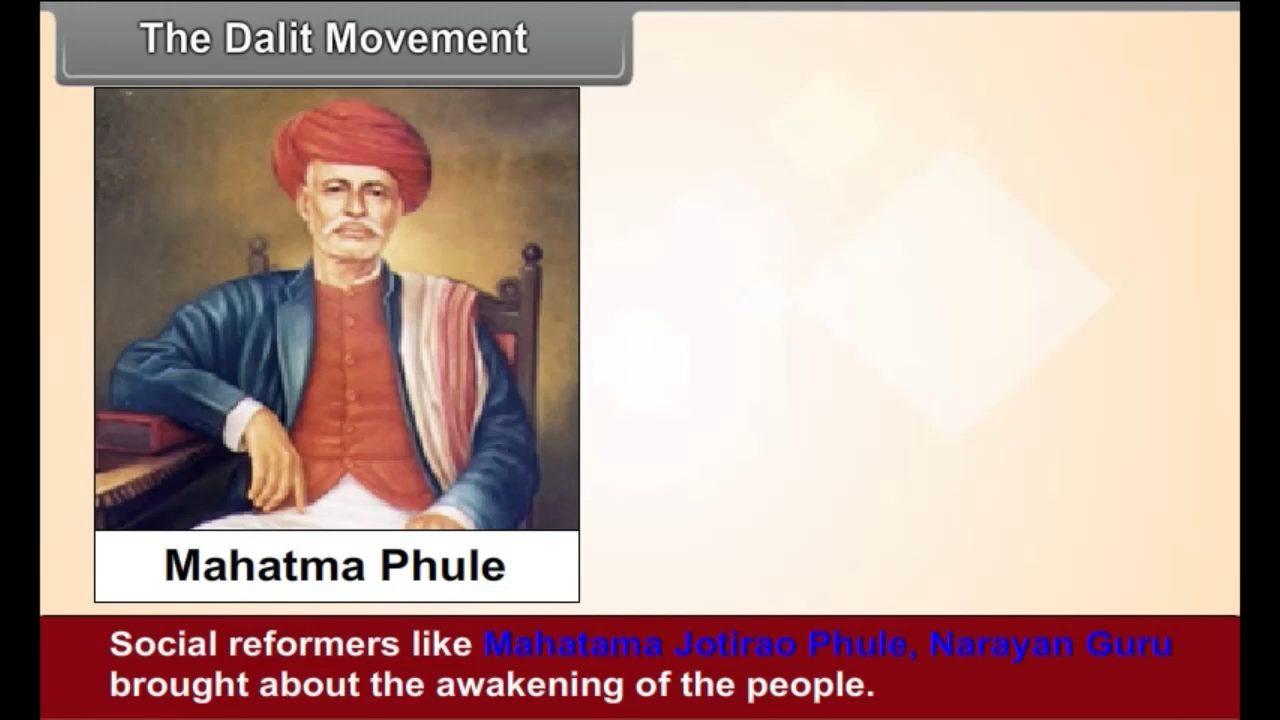 The Dalit Movement
Mahatma Phule
Social reformers like Mahatama Jotirao Phule, Narayan Guru
brought about the awakening of the people.